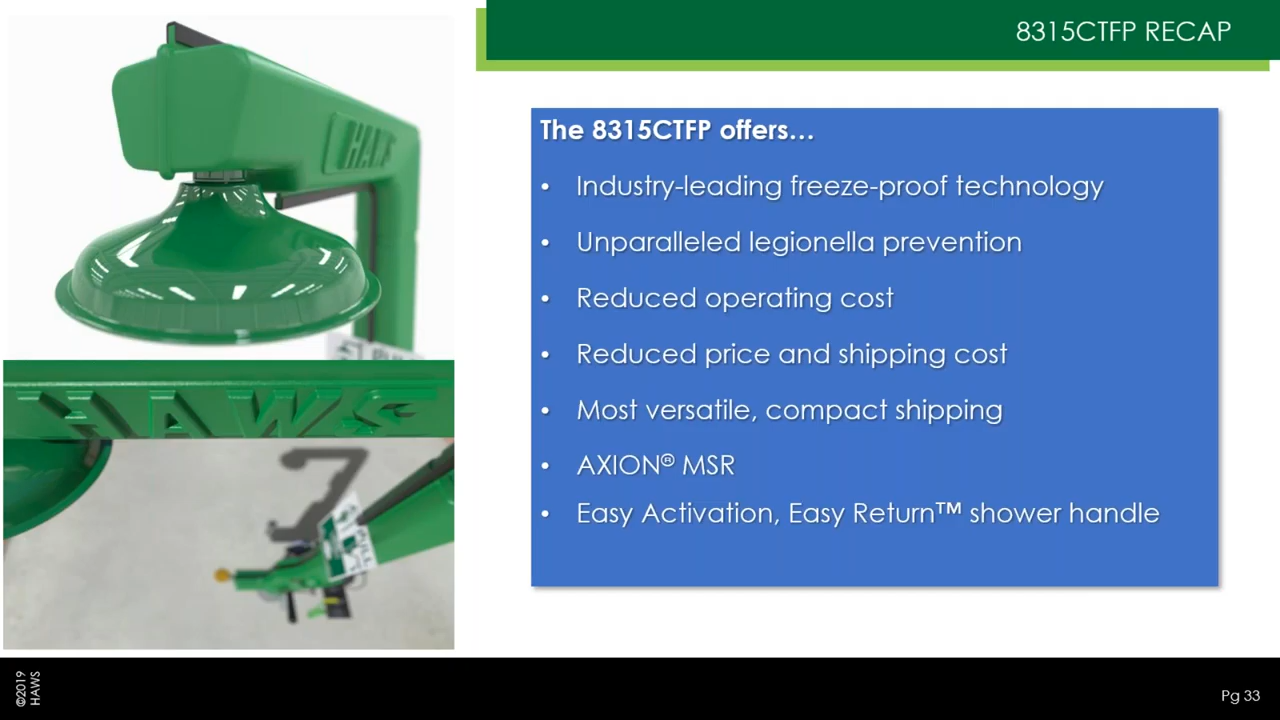 8315CTFP RECAP
HAWS
HAWS
The 8315CTFP offers…
• Industry-leading freeze-proof technology
• Unparalleled legionella prevention
• Reduced operating cost
• Reduced price and shipping cost
• Most versatile, compact shipping
• AXION® MSR
• Easy Activation, Easy Return™ shower handle
©2019
HAWS
Pg 33